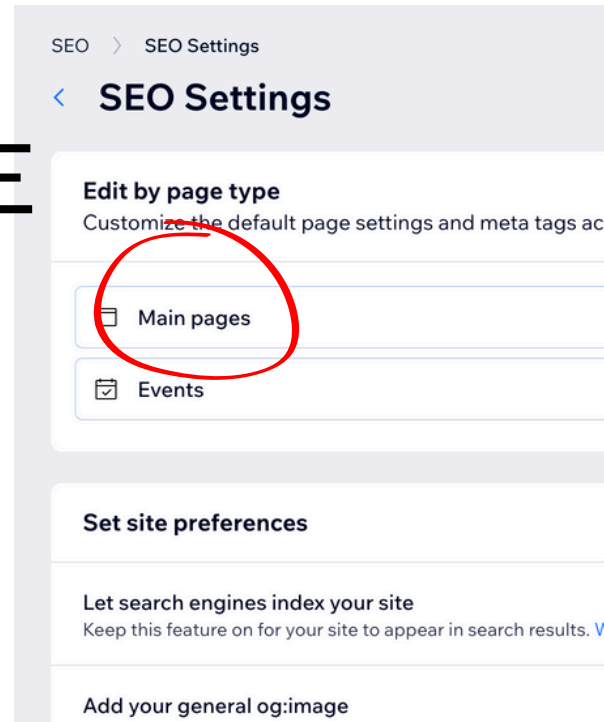 SEO > SEO Settings
< SEO Settings
E
Edit by page type
Customize the default page settings and meta tags ac
Main pages
Events
Set site preferences
Let search engines index your site
Keep this feature on for your site to appear in search results. W
Add your general og:image